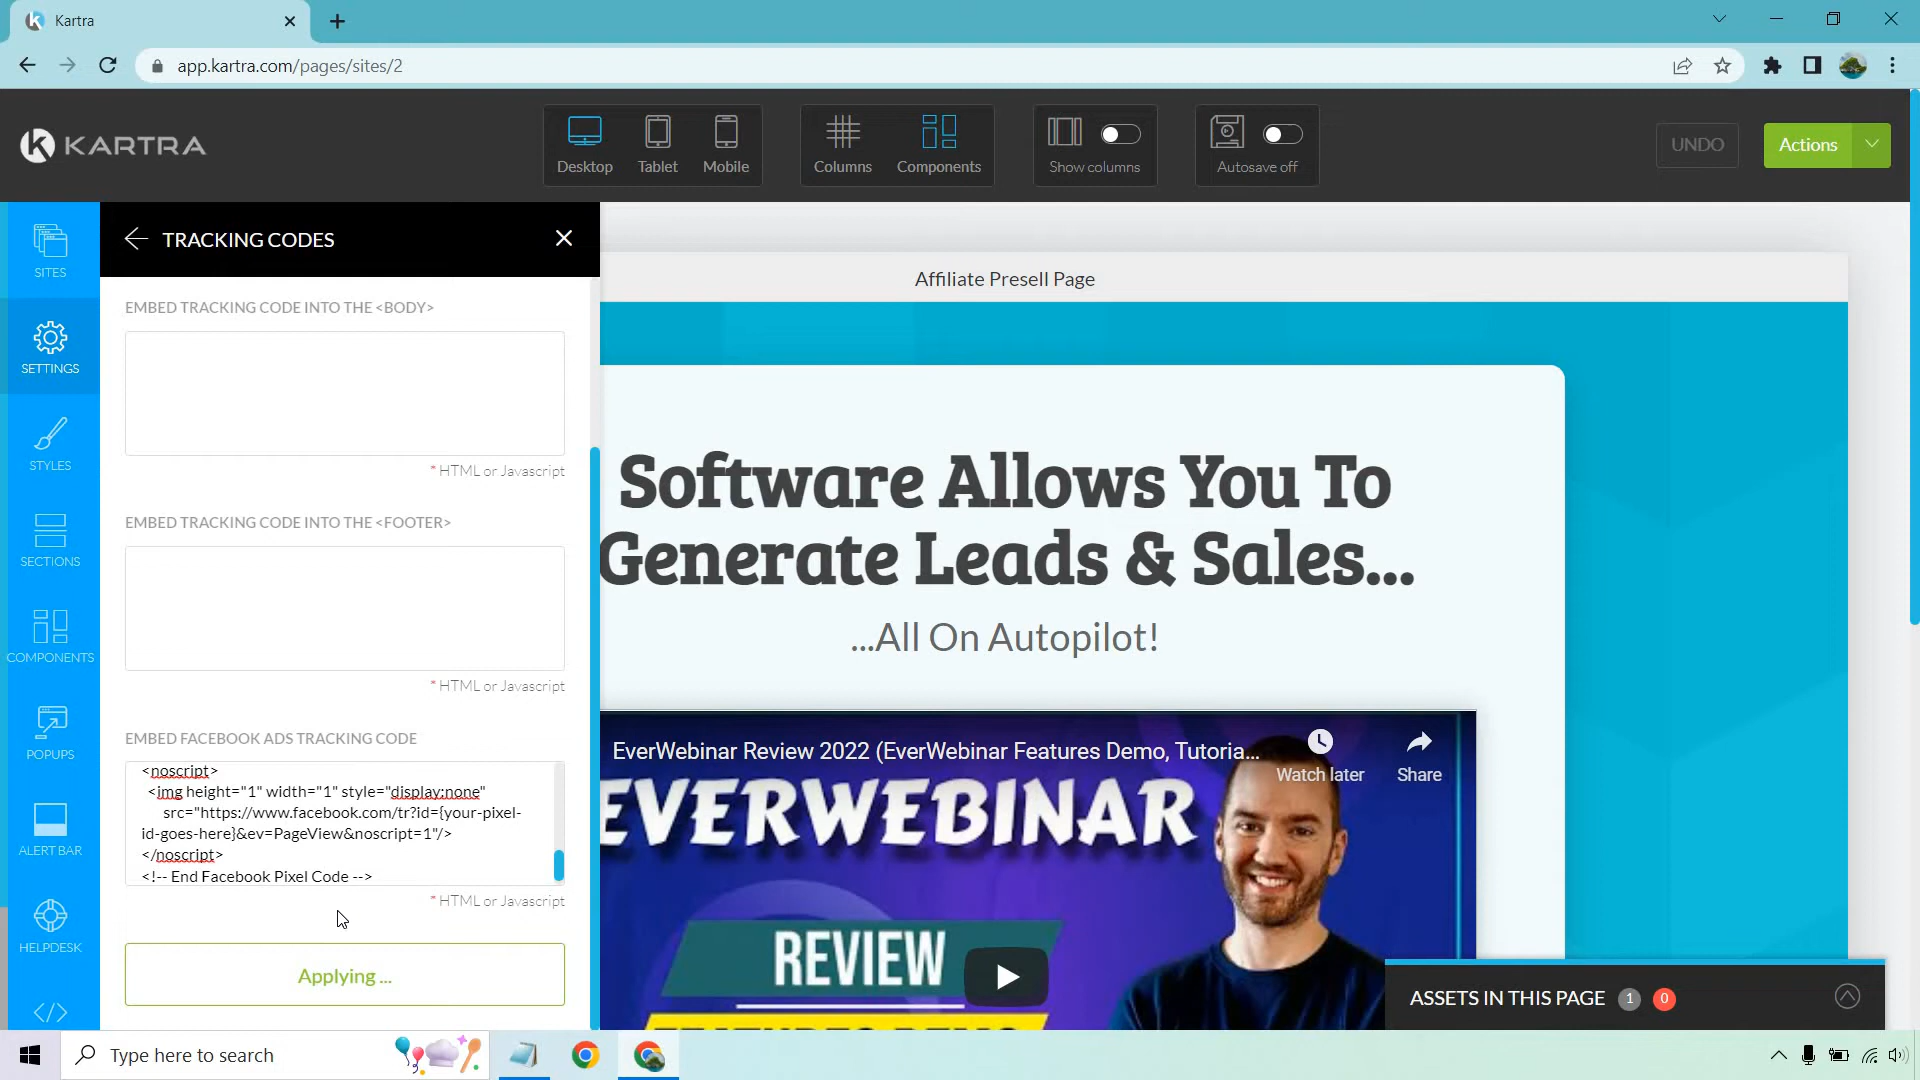 Kartra
app.kartra.com/pages/sites/2
KARTRA
Desktop
Tablet
Mobile
Columns
Components
Show columns
Autosave off
UNDO
Actions
SITES
SETTINGS
STYLES
SECTIONS
COMPONENTS
POPUPS
ALERT BAR
HELPDESK
TRACKING CODES
EMBED TRACKING CODE INTO THE <BODY>
* HTML or Javascript
EMBED TRACKING CODE INTO THE <FOOTER>
* HTML or Javascript
EMBED FACEBOOK ADS TRACKING CODE
<noscript>
<img height="1" width="1" style="display:none"
src="https://www.facebook.com/tr?id={your-pixel-
id-goes-here}&ev=PageView&noscript=1"/>
</noscript>
<!-- End Facebook Pixel Code -->
* HTML or Javascript
Applying ...
Affiliate Presell Page
Software Allows You To
Generate Leads & Sales...
...All On Autopilot!
EverWebinar Review 2022 (EverWebinar Features Demo, Tutoria...
Watch later
Share
EVERWEBINAR
REVIEW
ASSETS IN THIS PAGE 1 0
Type here to search